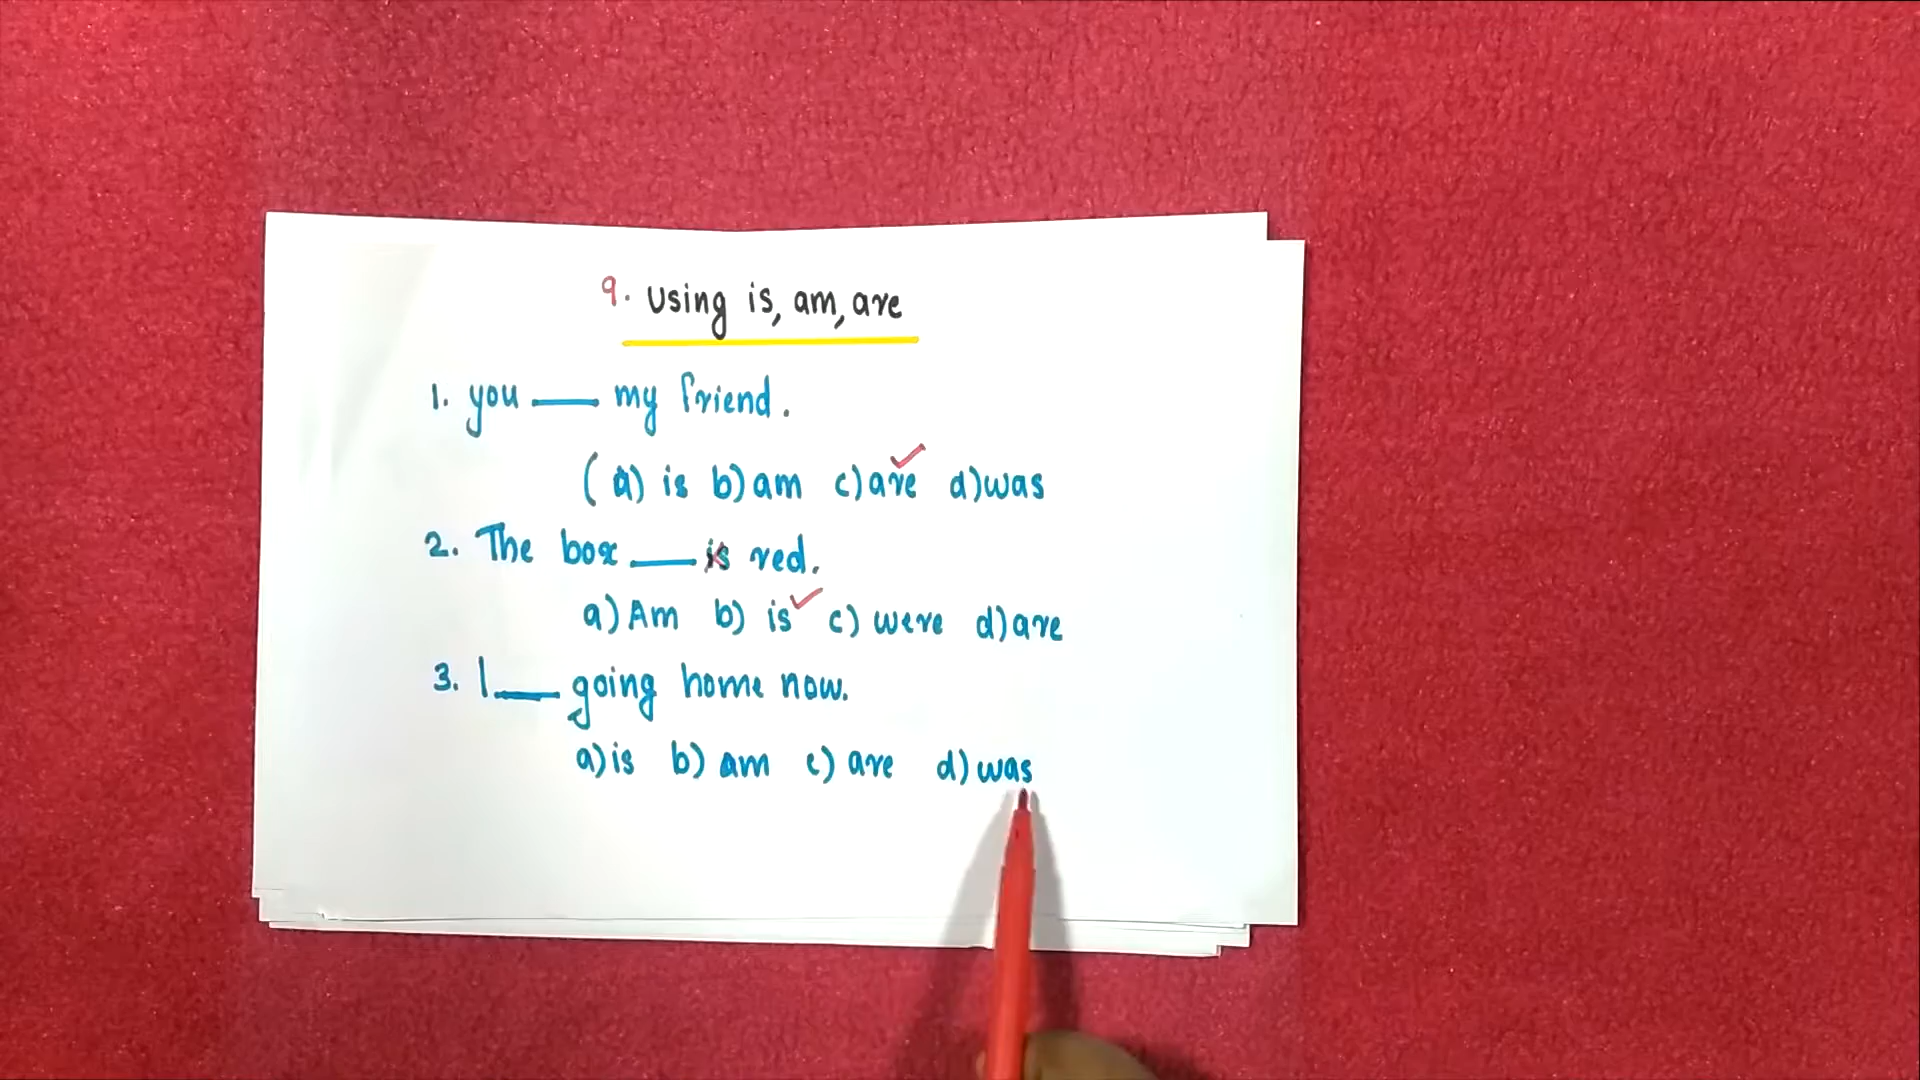 9. Using is, am, are
1. you ___ my friend.
(a) is b) am c) are ✓ d) was
2. The box ___ is red.
a) Am b) is ✓ c) were d) are
3. I ___ going home now.
a) is b) am c) are d) was